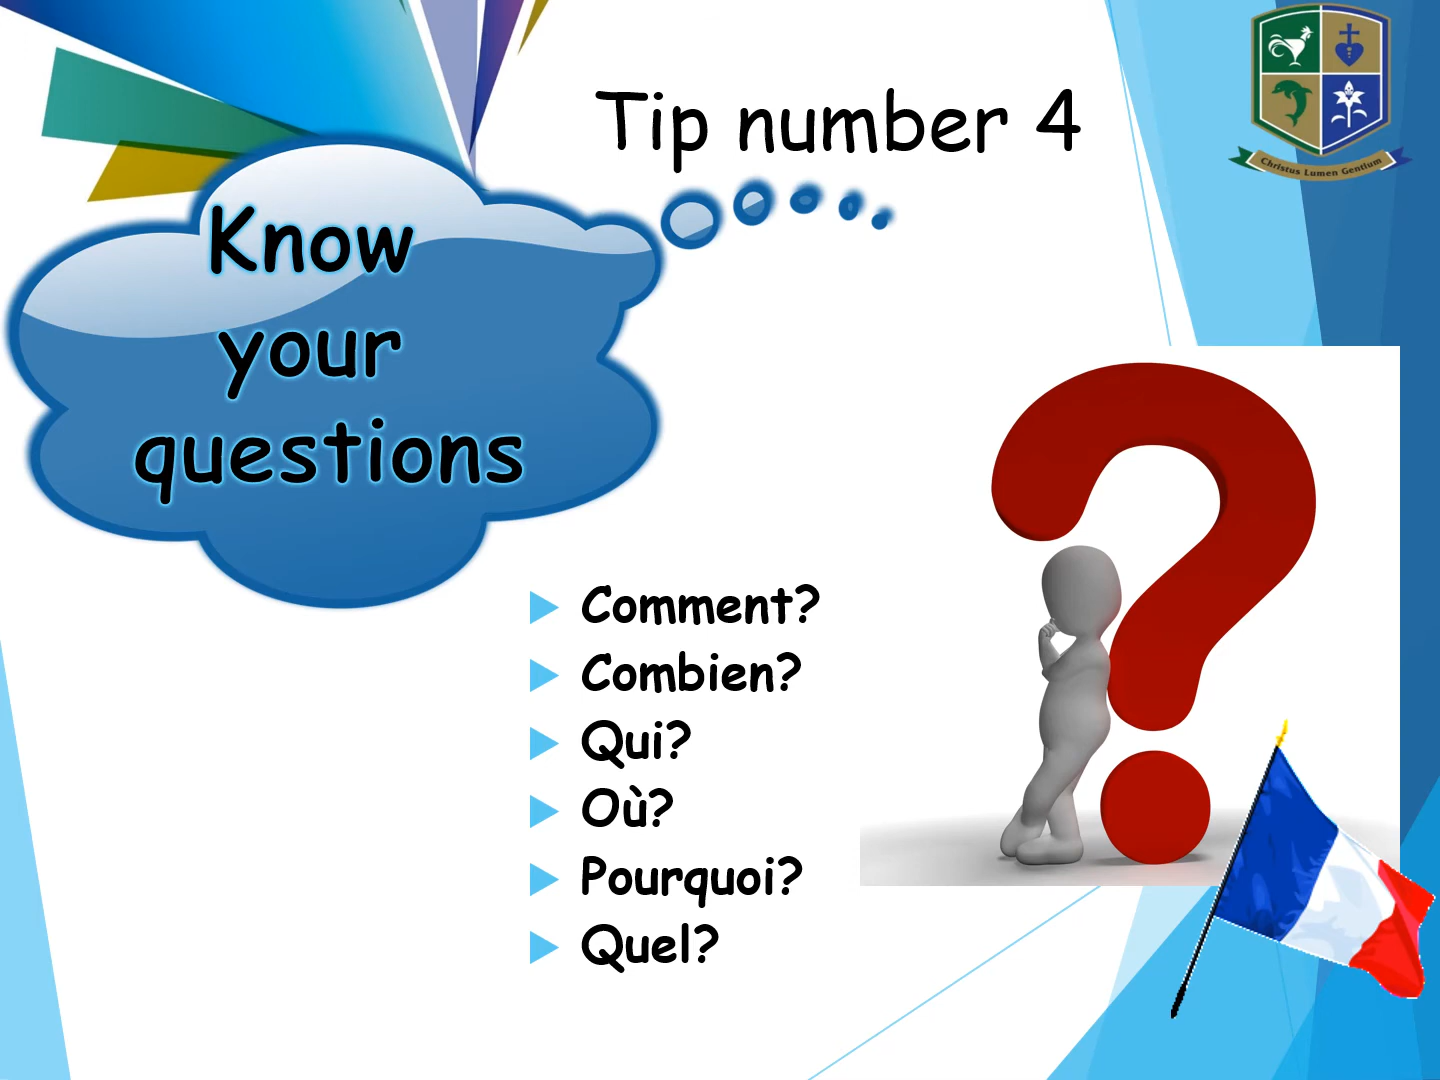 Tip number 4
Christus Lumen Gentium
Know
your
questions
Comment?
Combien?
Qui?
Où?
Pourquoi?
Quel?